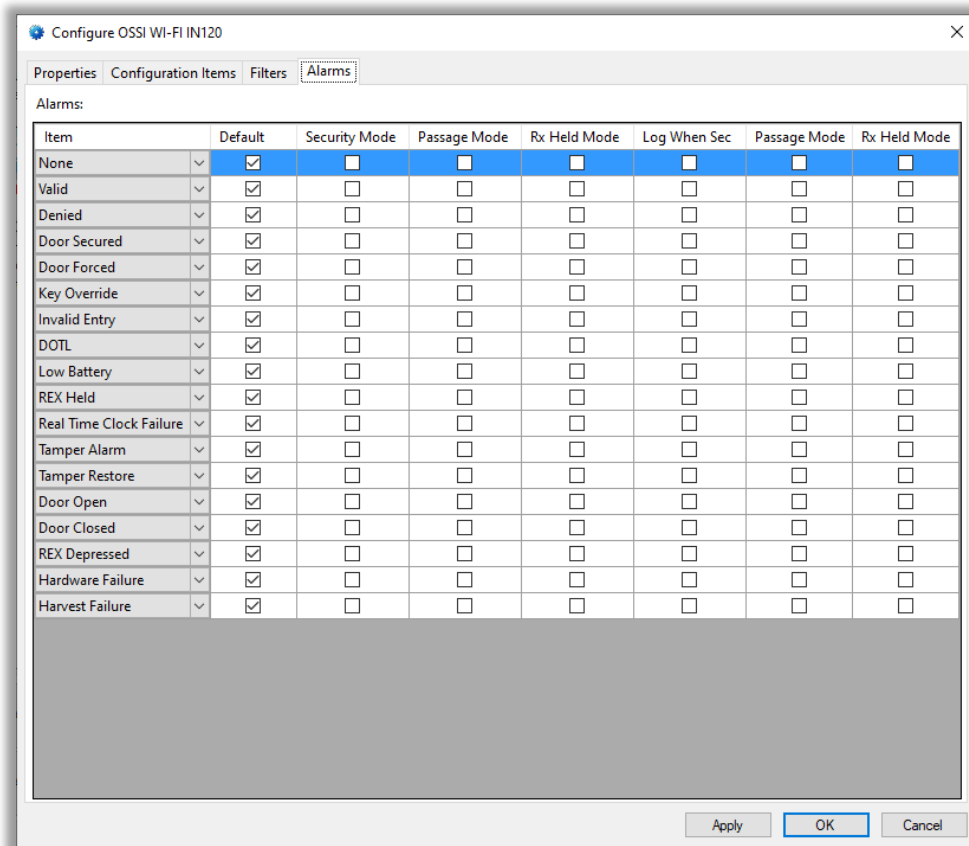 Configure OSSI WI-FI IN120
Properties Configuration Items Filters Alarms
Alarms:
Item Default Security Mode Passage Mode Rx Held Mode Log When Sec Passage Mode Rx Held Mode
None
Valid
Denied
Door Secured
Door Forced
Key Override
Invalid Entry
DOTL
Low Battery
REX Held
Real Time Clock Failure
Tamper Alarm
Tamper Restore
Door Open
Door Closed
REX Depressed
Hardware Failure
Harvest Failure
Apply OK Cancel